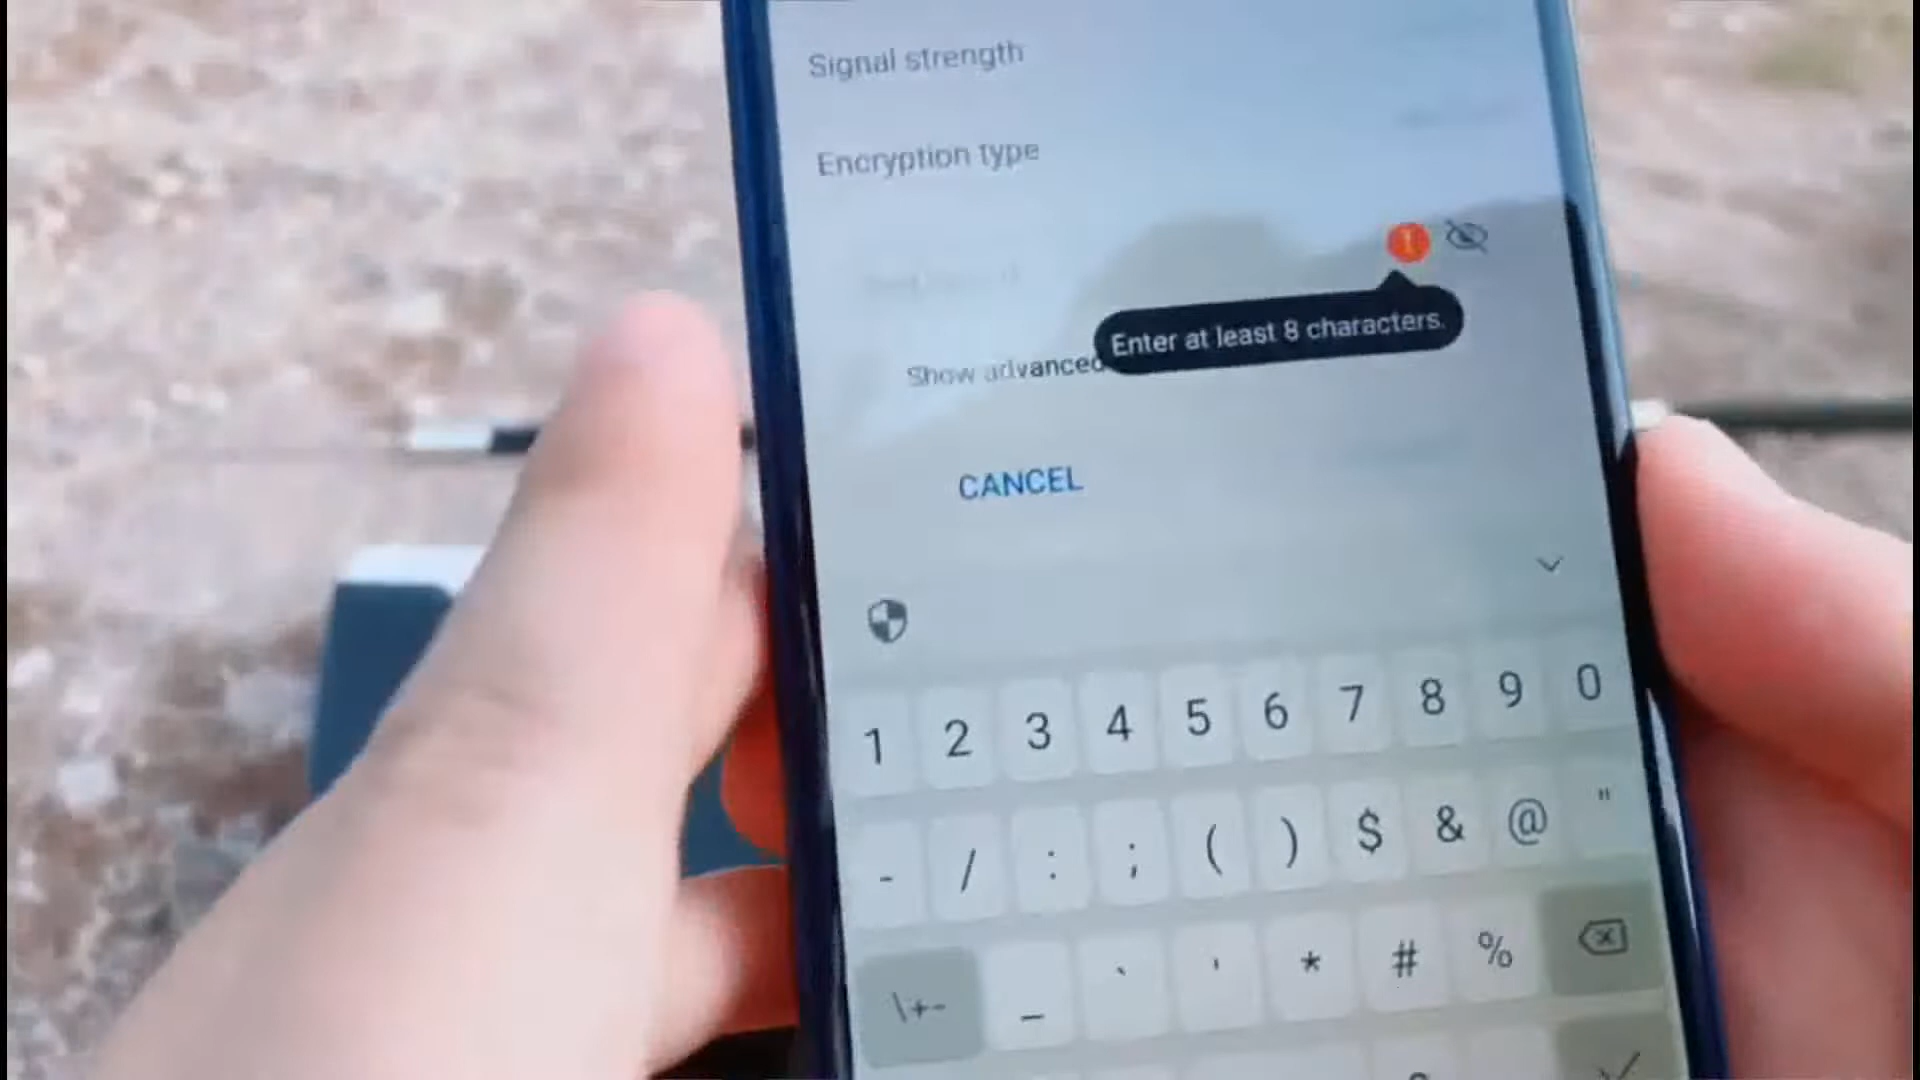 Signal strength
Encryption type
!
Enter at least 8 characters.
Show advanced
CANCEL
1 2 3 4 5 6 7 8 9 0
- / : ; ( ) $ & @ "
\+- _ ` ' * # %